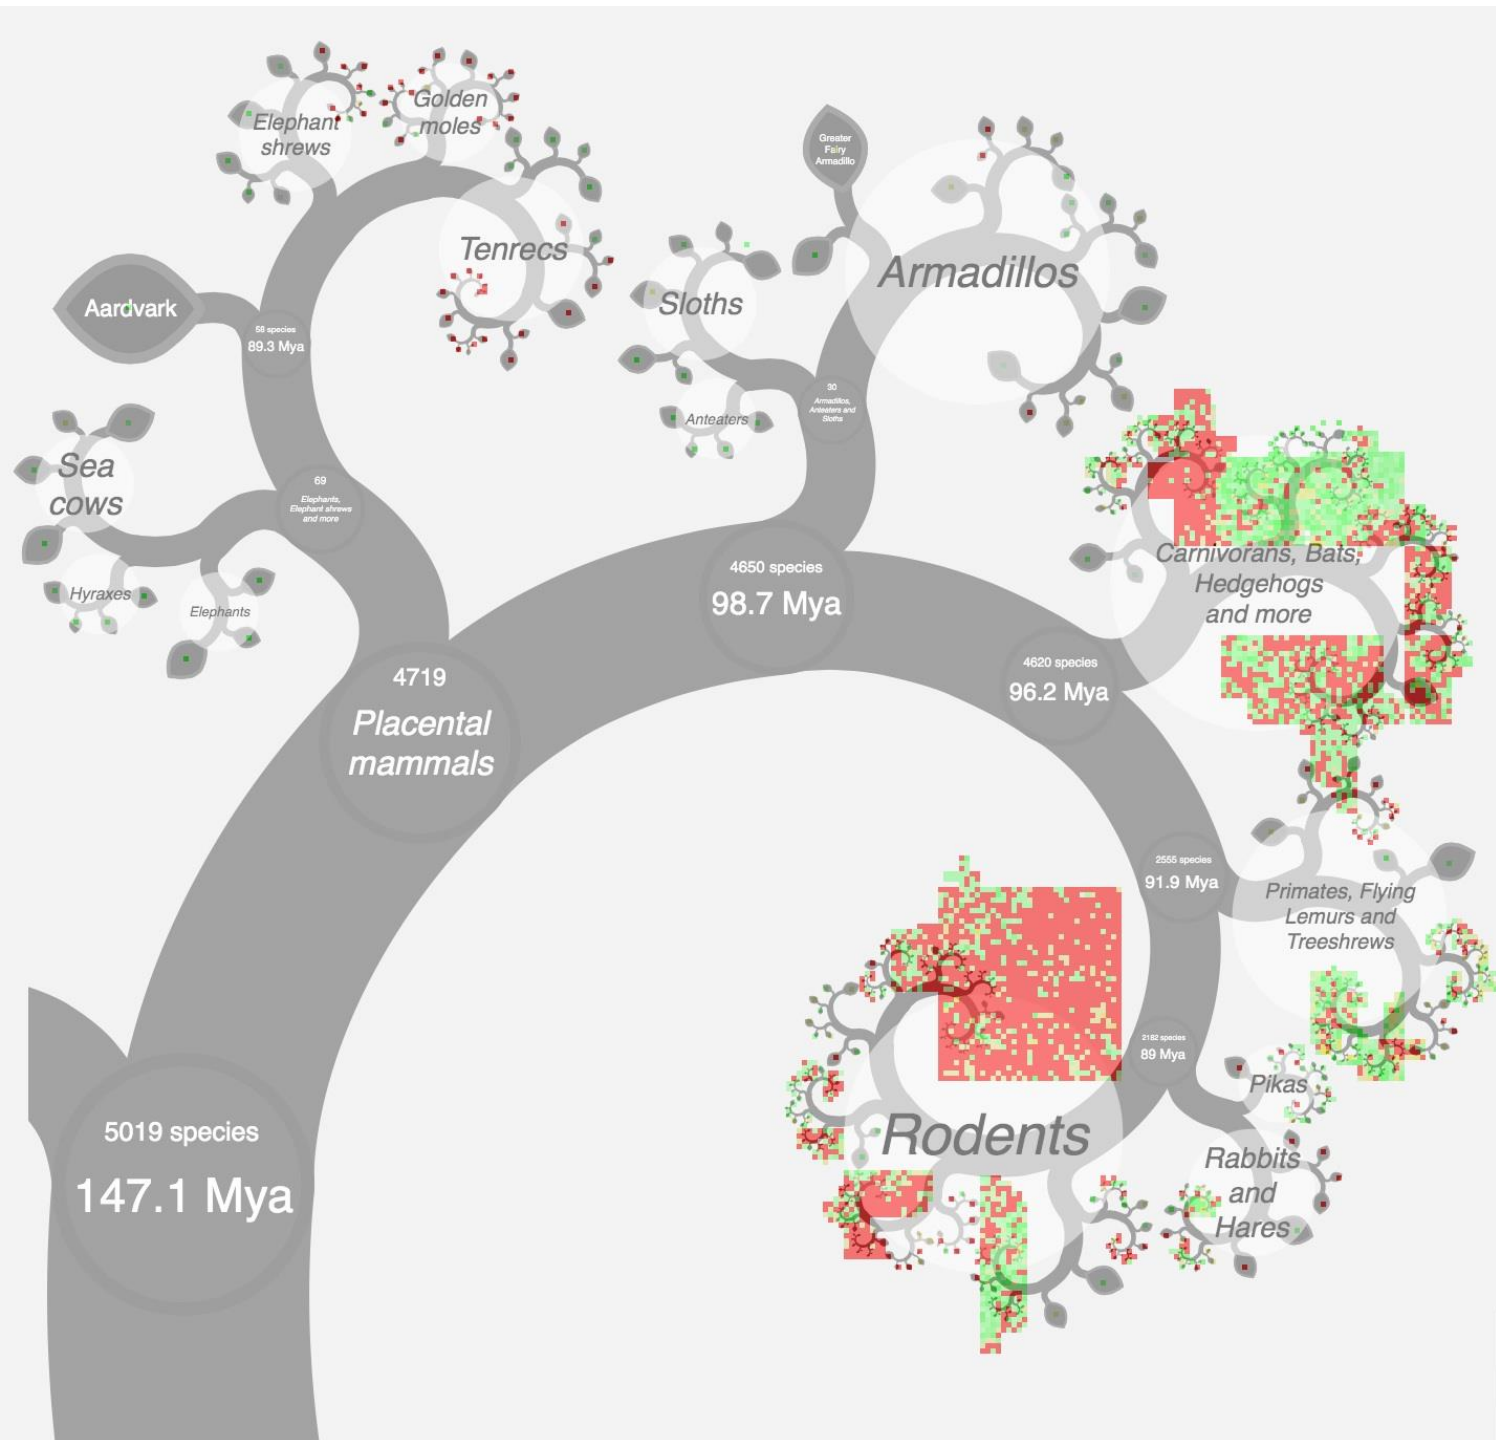 Elephant
shrews
Golden
moles
Tenrecs
Aardvark
58 species
89.3 Mya
Greater
Fairy
Armadillo
Sloths
Armadillos
Anteaters
30
Armadillos,
Anteaters and
Sloths
Sea
cows
Hyraxes
Elephants
69
Elephants,
Elephant shrews
and more
4650 species
98.7 Mya
4719
Placental
mammals
4620 species
96.2 Mya
Carnivorans, Bats,
Hedgehogs
and more
2555 species
91.9 Mya
Primates, Flying
Lemurs and
Treeshrews
2182 species
89 Mya
Pikas
Rabbits
and
Hares
Rodents
5019 species
147.1 Mya